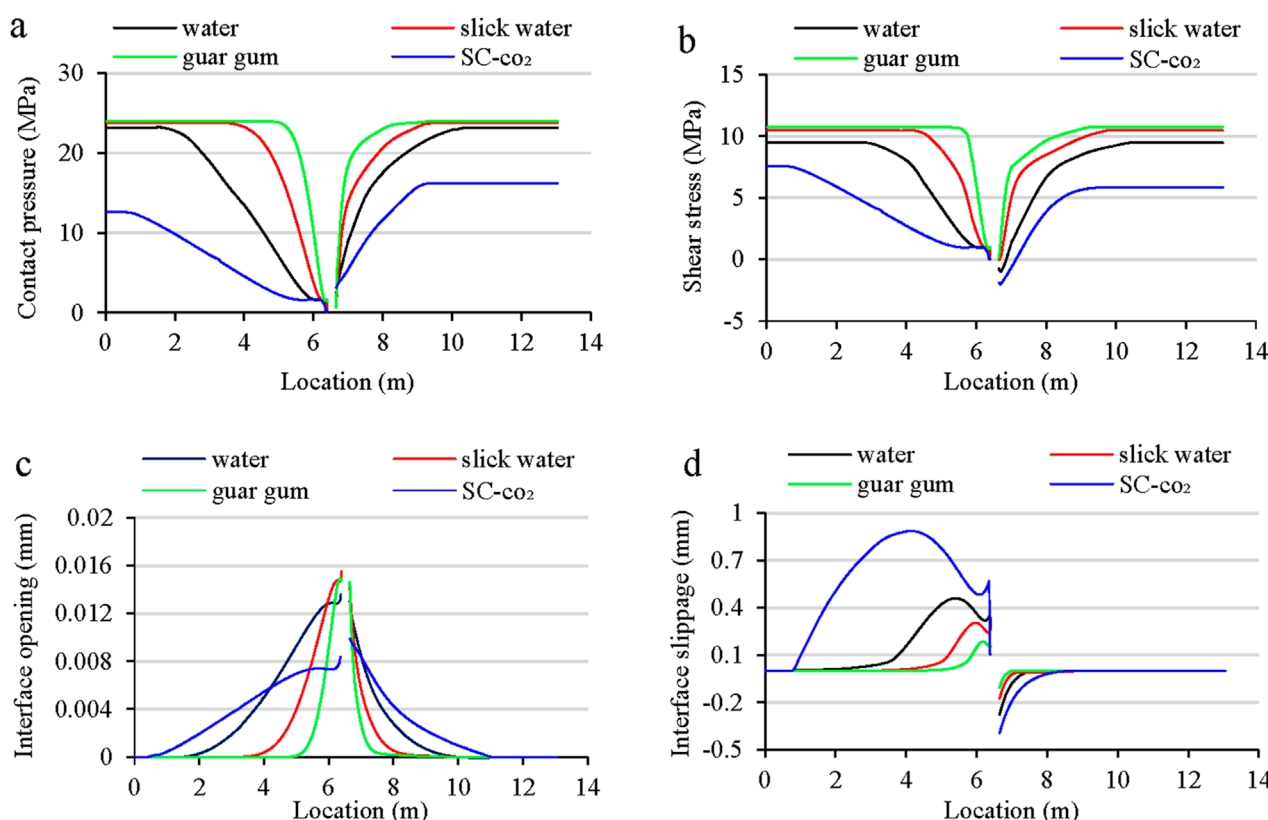 a
water
slick water
guar gum
SC-co₂
Contact pressure (MPa)
30
20
10
0
0 2 4 6 8 10 12 14
Location (m)
b
water
slick water
guar gum
SC-co₂
Shear stress (MPa)
15
10
5
0
-5
0 2 4 6 8 10 12 14
Location (m)
c
water
slick water
guar gum
SC-co₂
Interface opening (mm)
0.02
0.016
0.012
0.008
0.004
0
0 2 4 6 8 10 12 14
Location (m)
d
water
slick water
guar gum
SC-co₂
Interface slippage (mm)
1
0.7
0.4
0.1
-0.2
-0.5
0 2 4 6 8 10 12 14
Location (m)